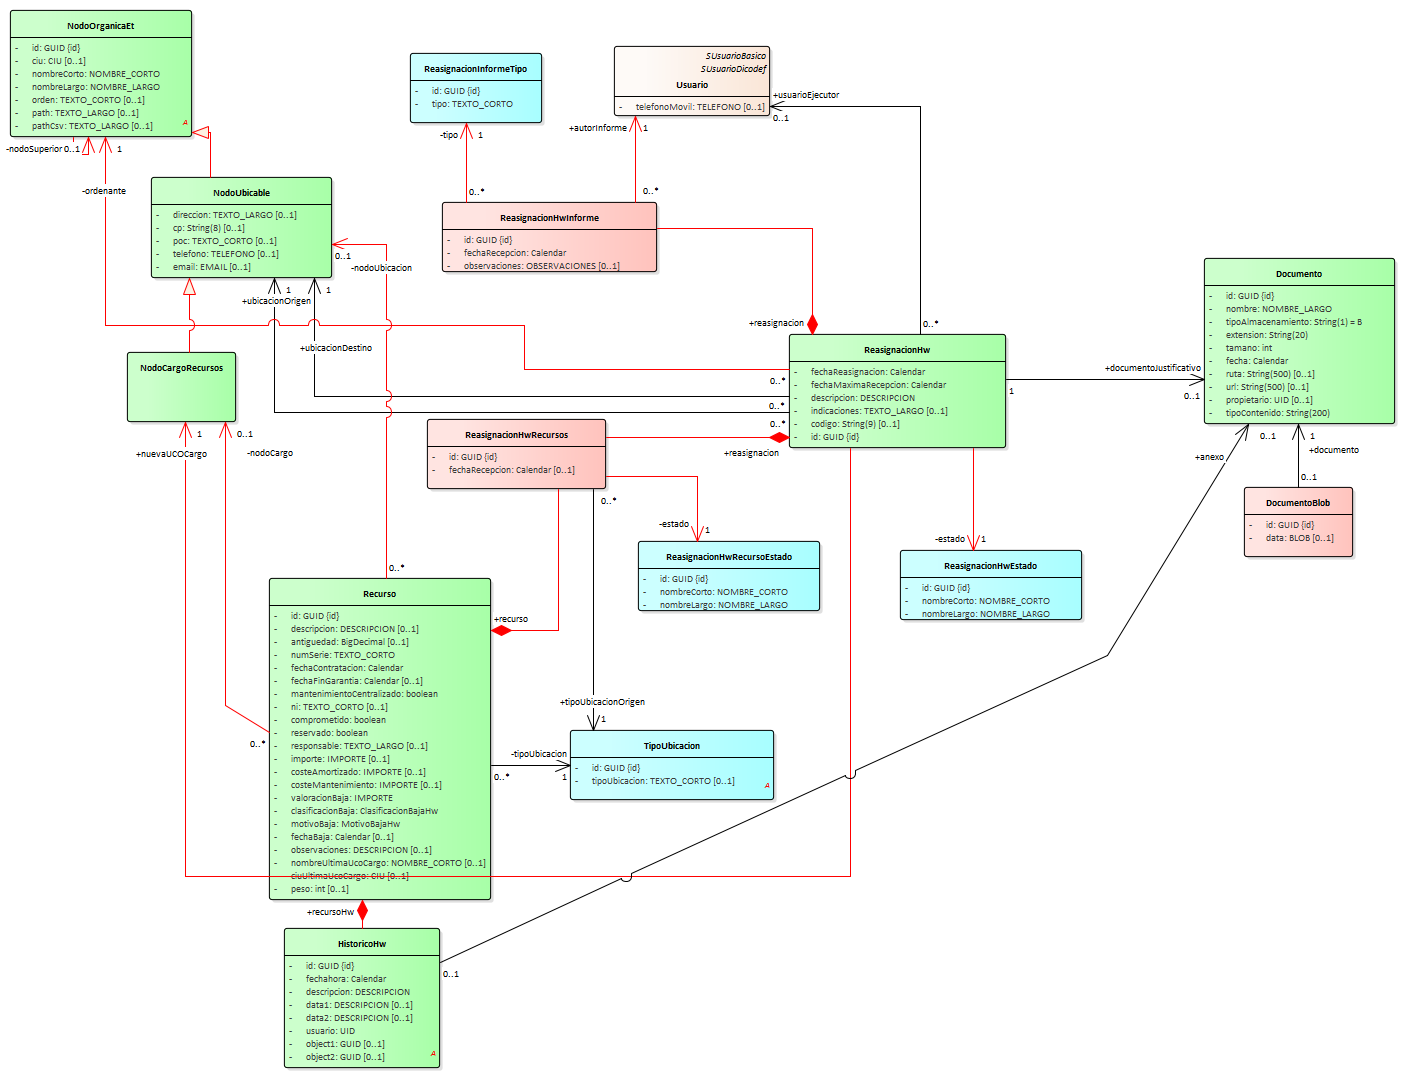 NodoOrganicaEt
- id: GUID {id}
- ciu: CIU [0..1]
- nombreCorto: NOMBRE_CORTO
- nombreLargo: NOMBRE_LARGO
- orden: TEXTO_CORTO [0..1]
- path: TEXTO_LARGO [0..1]
- pathCsv: TEXTO_LARGO [0..1]
A
-nodoSuperior 0..1
1
-ordenante
ReasignacionInformeTipo
- id: GUID {id}
- tipo: TEXTO_CORTO
-tipo 1
0..*
SUsuarioBasico
SUsuarioDicodef
Usuario
- telefonoMovil: TELEFONO [0..1]
+usuarioEjecutor
0..1
+autorInforme 1
0..*
NodoUbicable
- direccion: TEXTO_LARGO [0..1]
- cp: String(8) [0..1]
- poc: TEXTO_CORTO [0..1]
- telefono: TELEFONO [0..1]
- email: EMAIL [0..1]
0..1
-nodoUbicacion
1
+ubicacionOrigen
1
+ubicacionDestino
ReasignacionHwInforme
- id: GUID {id}
- fechaRecepcion: Calendar
- observaciones: OBSERVACIONES [0..1]
+reasignacion
0..*
Documento
- id: GUID {id}
- nombre: NOMBRE_LARGO
- tipoAlmacenamiento: String(1) = B
- extension: String(20)
- tamano: int
- fecha: Calendar
- ruta: String(500) [0..1]
- url: String(500) [0..1]
- propietario: UID [0..1]
- tipoContenido: String(200)
NodoCargoRecursos
1
+nuevaUCOCargo
0..1
-nodoCargo
ReasignacionHw
- fechaReasignacion: Calendar
- fechaMaximaRecepcion: Calendar
- descripcion: DESCRIPCION
- indicaciones: TEXTO_LARGO [0..1]
- codigo: String(9) [0..1]
- id: GUID {id}
0..*
0..*
0..*
+reasignacion
1
+documentoJustificativo
0..1
ReasignacionHwRecursos
- id: GUID {id}
- fechaRecepcion: Calendar [0..1]
0..*
+anexo
0..1
1
+documento
0..1
DocumentoBlob
- id: GUID {id}
- data: BLOB [0..1]
-estado 1
ReasignacionHwRecursoEstado
- id: GUID {id}
- nombreCorto: NOMBRE_CORTO
- nombreLargo: NOMBRE_LARGO
-estado 1
ReasignacionHwEstado
- id: GUID {id}
- nombreCorto: NOMBRE_CORTO
- nombreLargo: NOMBRE_LARGO
0..*
Recurso
- id: GUID {id}
- descripcion: DESCRIPCION [0..1]
- antiguedad: BigDecimal [0..1]
- numSerie: TEXTO_CORTO
- fechaContratacion: Calendar
- fechaFinGarantia: Calendar [0..1]
- mantenimientoCentralizado: boolean
- ni: TEXTO_CORTO [0..1]
- comprometido: boolean
- reservado: boolean
- responsable: TEXTO_LARGO [0..1]
- importe: IMPORTE [0..1]
- costeAmortizado: IMPORTE [0..1]
- costeMantenimiento: IMPORTE [0..1]
- valoracionBaja: IMPORTE
- clasificacionBaja: ClasificacionBajaHw
- motivoBaja: MotivoBajaHw
- fechaBaja: Calendar [0..1]
- observaciones: DESCRIPCION [0..1]
- nombreUltimaUcoCargo: NOMBRE_CORTO [0..1]
- ciuUltimaUcoCargo: CIU [0..1]
- peso: int [0..1]
+recurso
0..*
+tipoUbicacionOrigen
1
-tipoUbicacion
0..*
1
TipoUbicacion
- id: GUID {id}
- tipoUbicacion: TEXTO_CORTO [0..1]
A
+recursoHw
HistoricoHw
- id: GUID {id}
- fechahora: Calendar
- descripcion: DESCRIPCION
- data1: DESCRIPCION [0..1]
- data2: DESCRIPCION [0..1]
- usuario: UID
- object1: GUID [0..1]
- object2: GUID [0..1]
A
0..1